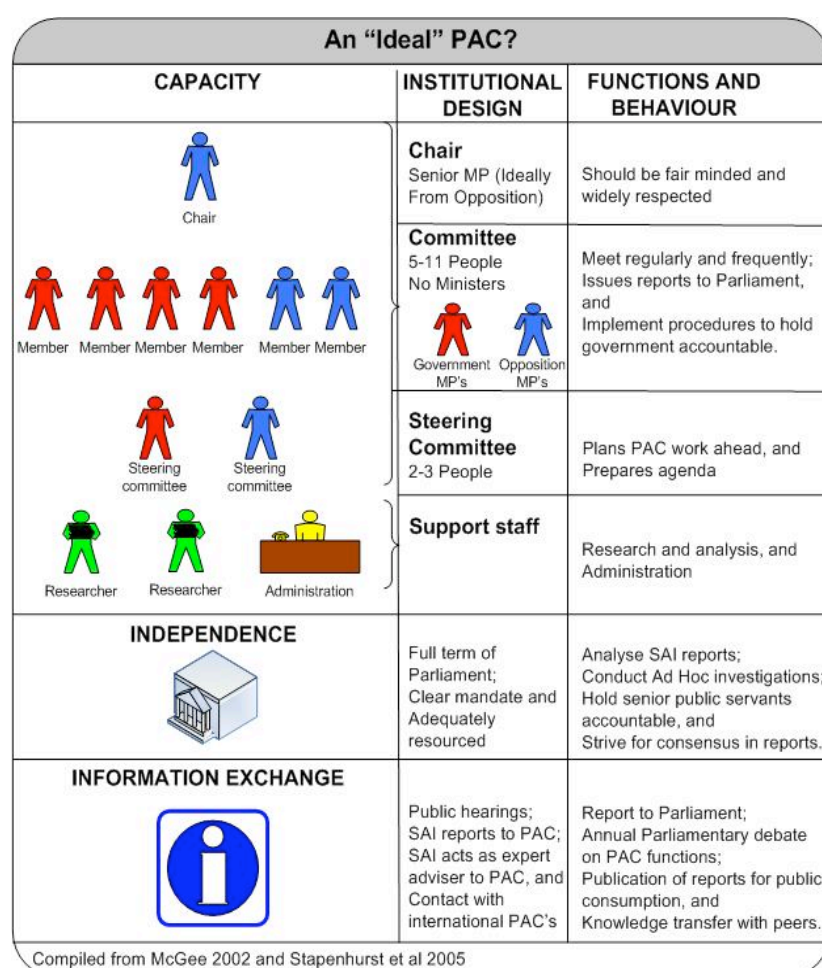 An “Ideal” PAC?
CAPACITY
INSTITUTIONAL
DESIGN
FUNCTIONS AND
BEHAVIOUR
Chair
Chair
Senior MP (Ideally
From Opposition)
Should be fair minded and
widely respected
Member Member Member Member Member Member
Committee
5-11 People
No Ministers
Government
MP's
Opposition
MP's
Meet regularly and frequently;
Issues reports to Parliament,
and
Implement procedures to hold
government accountable.
Steering
committee
Steering
committee
Steering
Committee
2-3 People
Plans PAC work ahead, and
Prepares agenda
Researcher
Researcher
Administration
Support staff
Research and analysis, and
Administration
INDEPENDENCE
Full term of
Parliament;
Clear mandate and
Adequately
resourced
Analyse SAI reports;
Conduct Ad Hoc investigations;
Hold senior public servants
accountable, and
Strive for consensus in reports.
INFORMATION EXCHANGE
i
Public hearings;
SAI reports to PAC;
SAI acts as expert
adviser to PAC, and
Contact with
international PAC's
Report to Parliament;
Annual Parliamentary debate
on PAC functions;
Publication of reports for public
consumption, and
Knowledge transfer with peers.
Compiled from McGee 2002 and Stapenhurst et al 2005